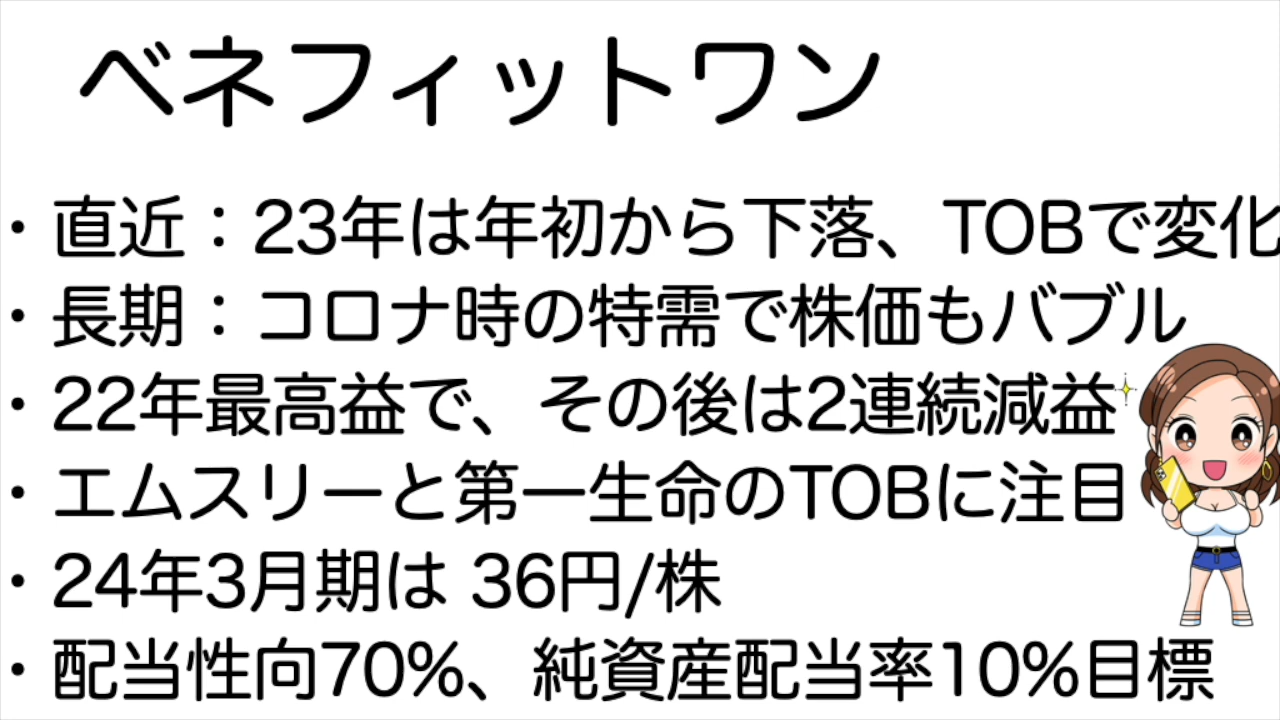 ベネフィットワン
・直近：23年は年初から下落、TOBで変化
・長期：コロナ時の特需で株価もバブル
・22年最高益で、その後は2連続減益
・エムスリーと第一生命のTOBに注目
・24年3月期は 36円/株
・配当性向70%、純資産配当率10%目標